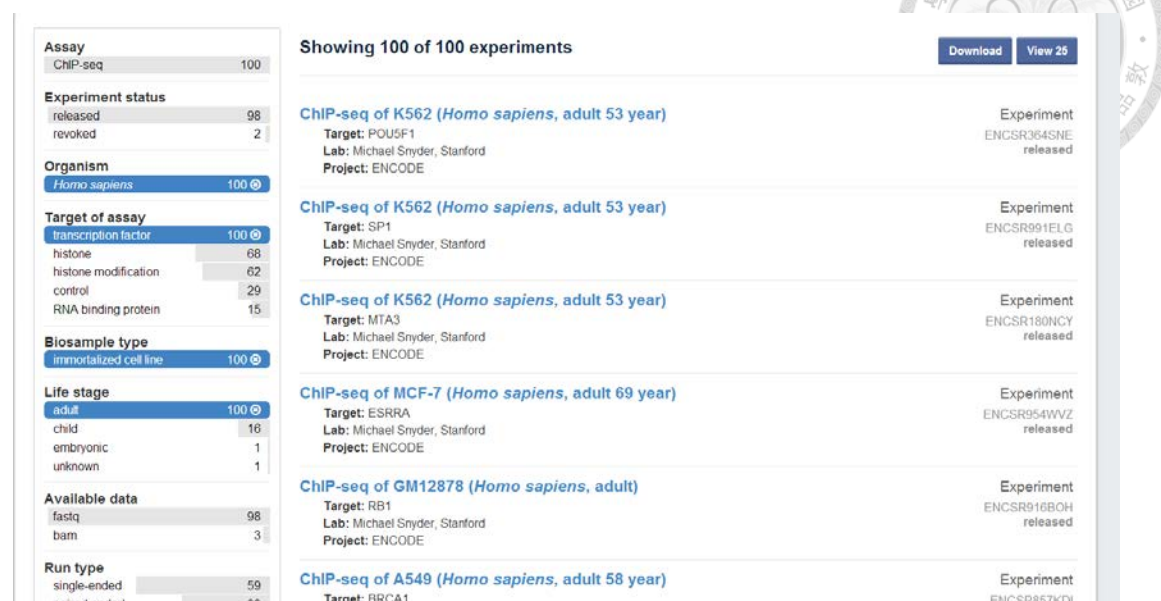 Assay
ChIP-seq 100
Experiment status
released 98
revoked 2
Organism
Homo sapiens 100
Target of assay
transcription factor 100
histone 68
histone modification 62
control 29
RNA binding protein 15
Biosample type
immortalized cell line 100
Life stage
adult 100
child 16
embryonic 1
unknown 1
Available data
fastq 98
bam 3
Run type
single-ended 59
Showing 100 of 100 experiments
Download View 25
ChIP-seq of K562 (Homo sapiens, adult 53 year) Experiment
Target: POU5F1 ENCSR364SNE
Lab: Michael Snyder, Stanford released
Project: ENCODE
ChIP-seq of K562 (Homo sapiens, adult 53 year) Experiment
Target: SP1 ENCSR991ELG
Lab: Michael Snyder, Stanford released
Project: ENCODE
ChIP-seq of K562 (Homo sapiens, adult 53 year) Experiment
Target: MTA3 ENCSR180NCY
Lab: Michael Snyder, Stanford released
Project: ENCODE
ChIP-seq of MCF-7 (Homo sapiens, adult 69 year) Experiment
Target: ESRRA ENCSR954WVZ
Lab: Michael Snyder, Stanford released
Project: ENCODE
ChIP-seq of GM12878 (Homo sapiens, adult) Experiment
Target: RB1 ENCSR916BOH
Lab: Michael Snyder, Stanford released
Project: ENCODE
ChIP-seq of A549 (Homo sapiens, adult 58 year) Experiment
Target: BRCA1 ENCSR857KDI